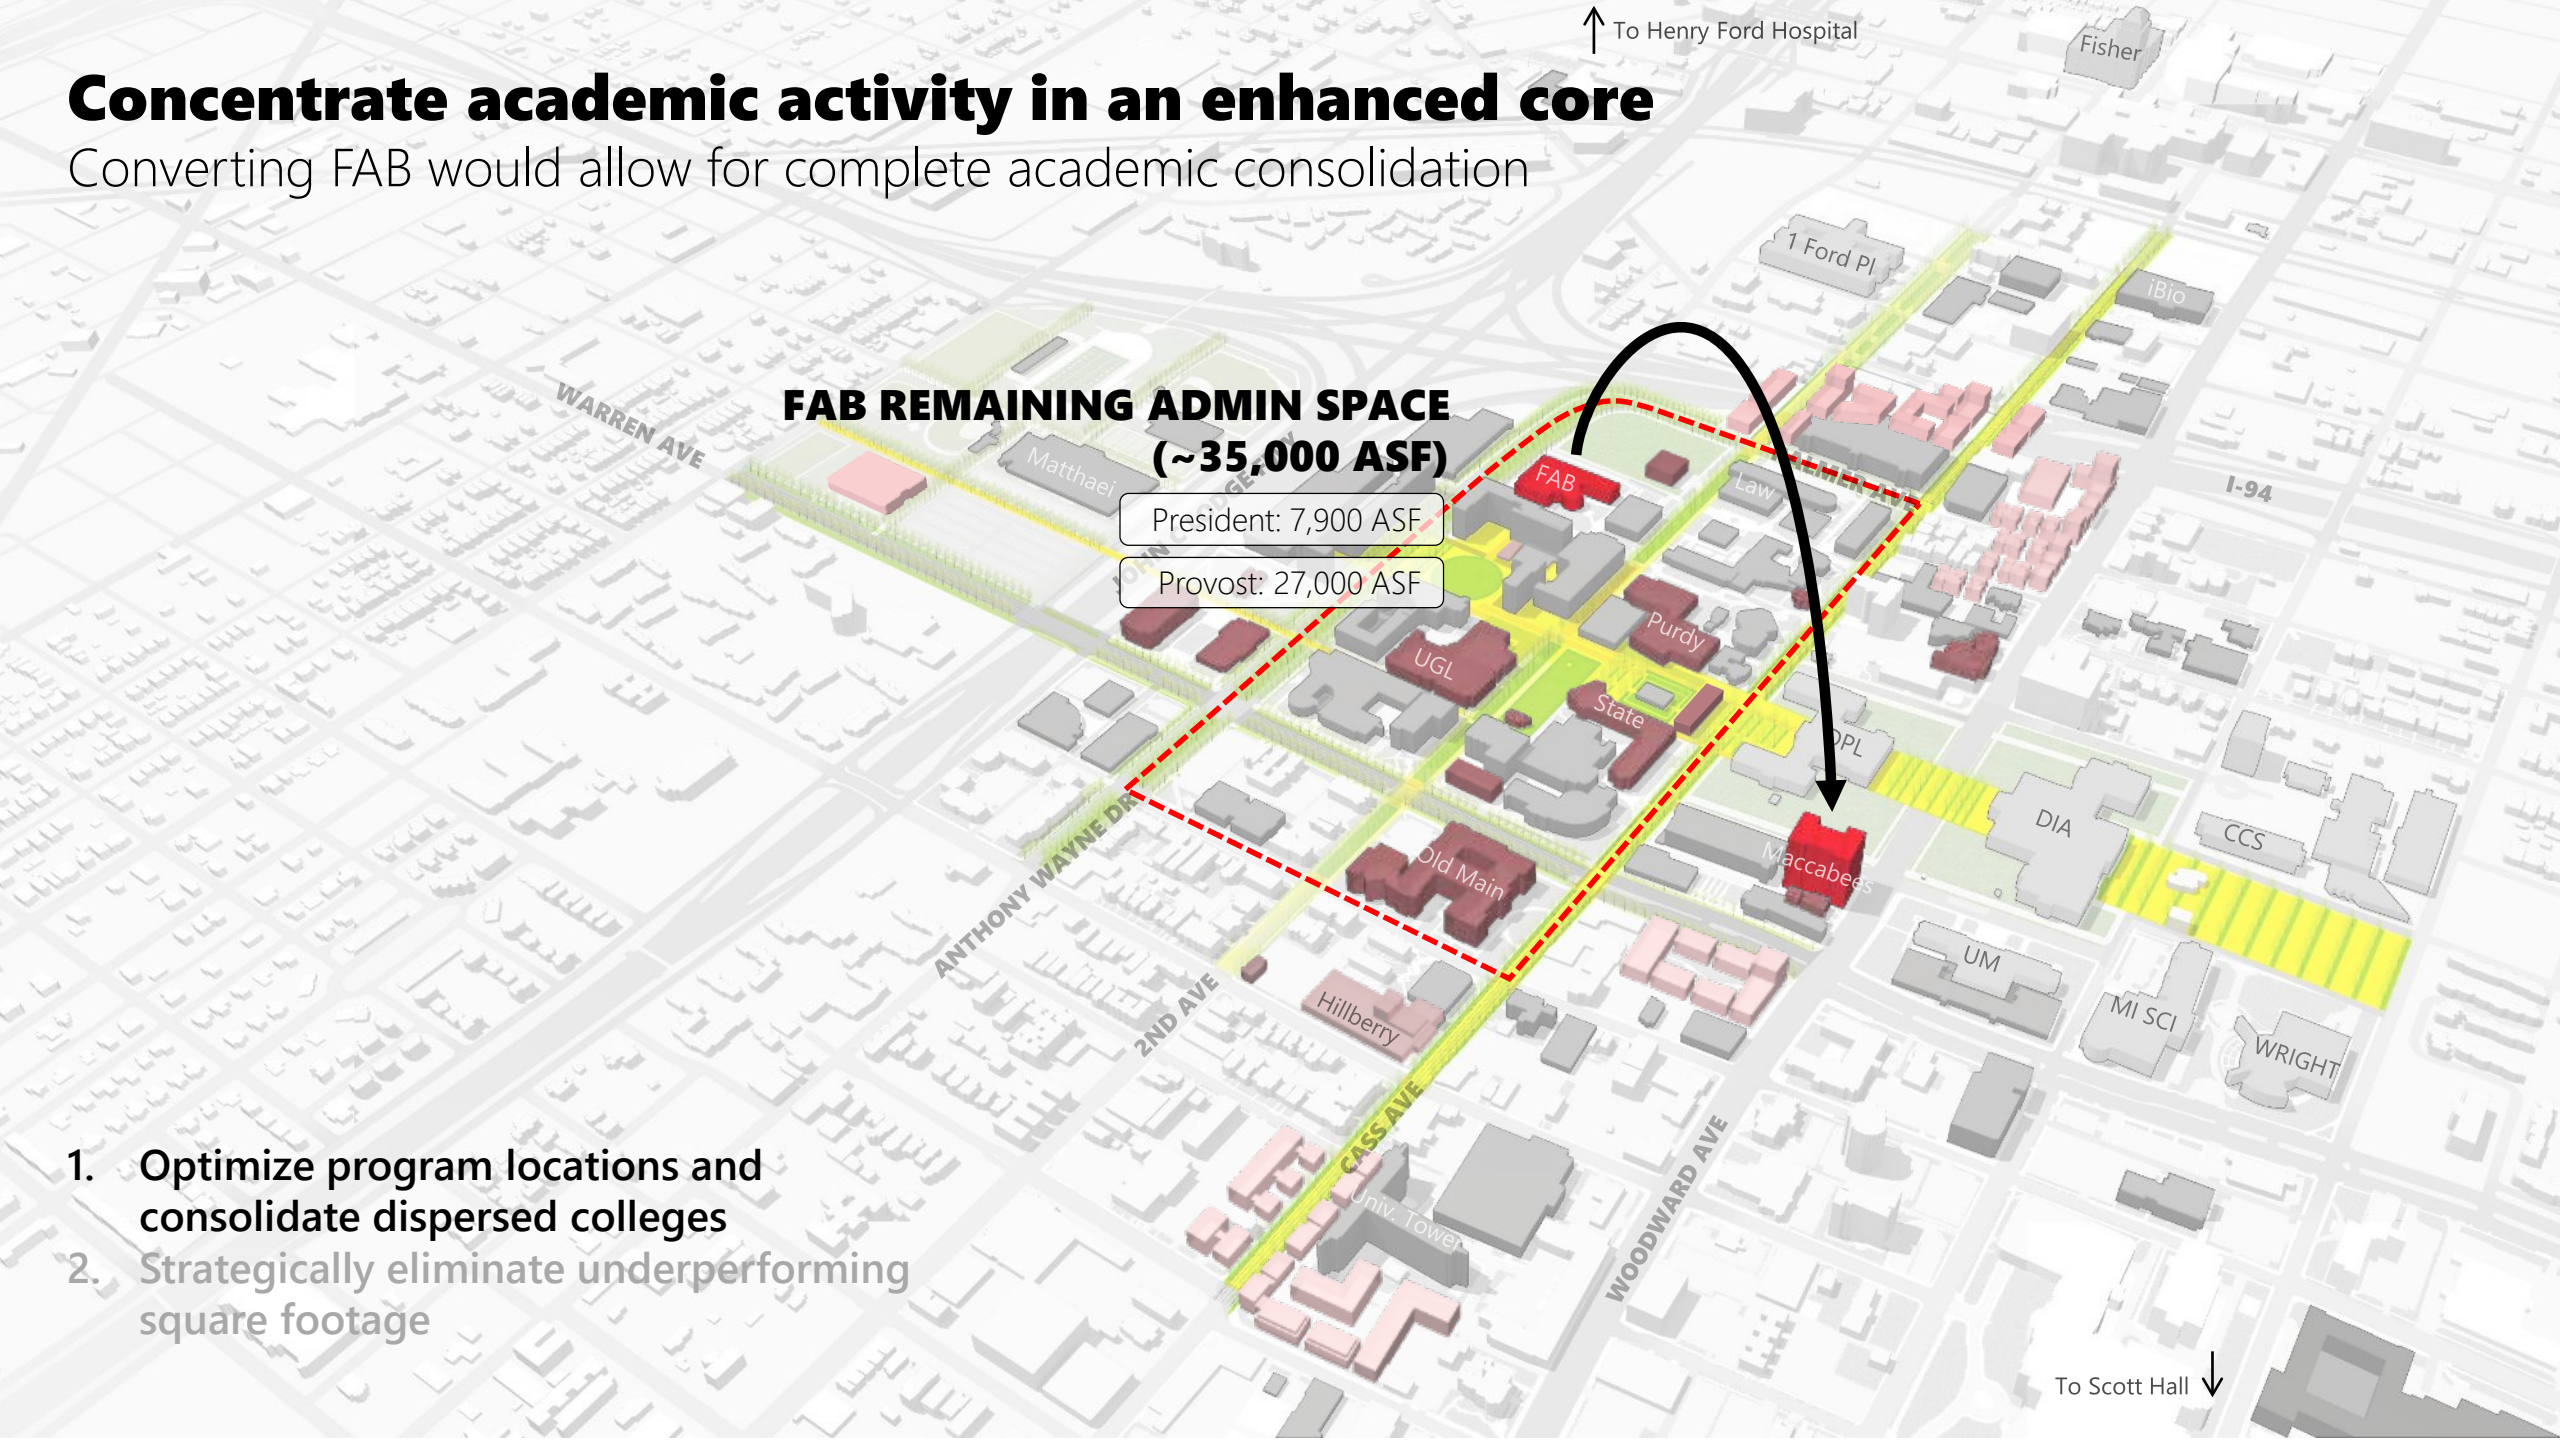 To Henry Ford Hospital
Fisher
Concentrate academic activity in an enhanced core
Converting FAB would allow for complete academic consolidation
1 Ford Pl
iBio
WARREN AVE
FAB REMAINING ADMIN SPACE
(~35,000 ASF)
Matthaei
FAB
Law
I-94
President: 7,900 ASF
Provost: 27,000 ASF
JOHN C
UGL
Purdy
State
DPL
DIA
CCS
Maccabees
Old Main
ANTHONY WAYNE DR
UM
MI SCI
WRIGHT
2ND AVE
Hillberry
CASS AVE
WOODWARD AVE
Univ. Tower
1. Optimize program locations and
consolidate dispersed colleges
2. Strategically eliminate underperforming
square footage
To Scott Hall